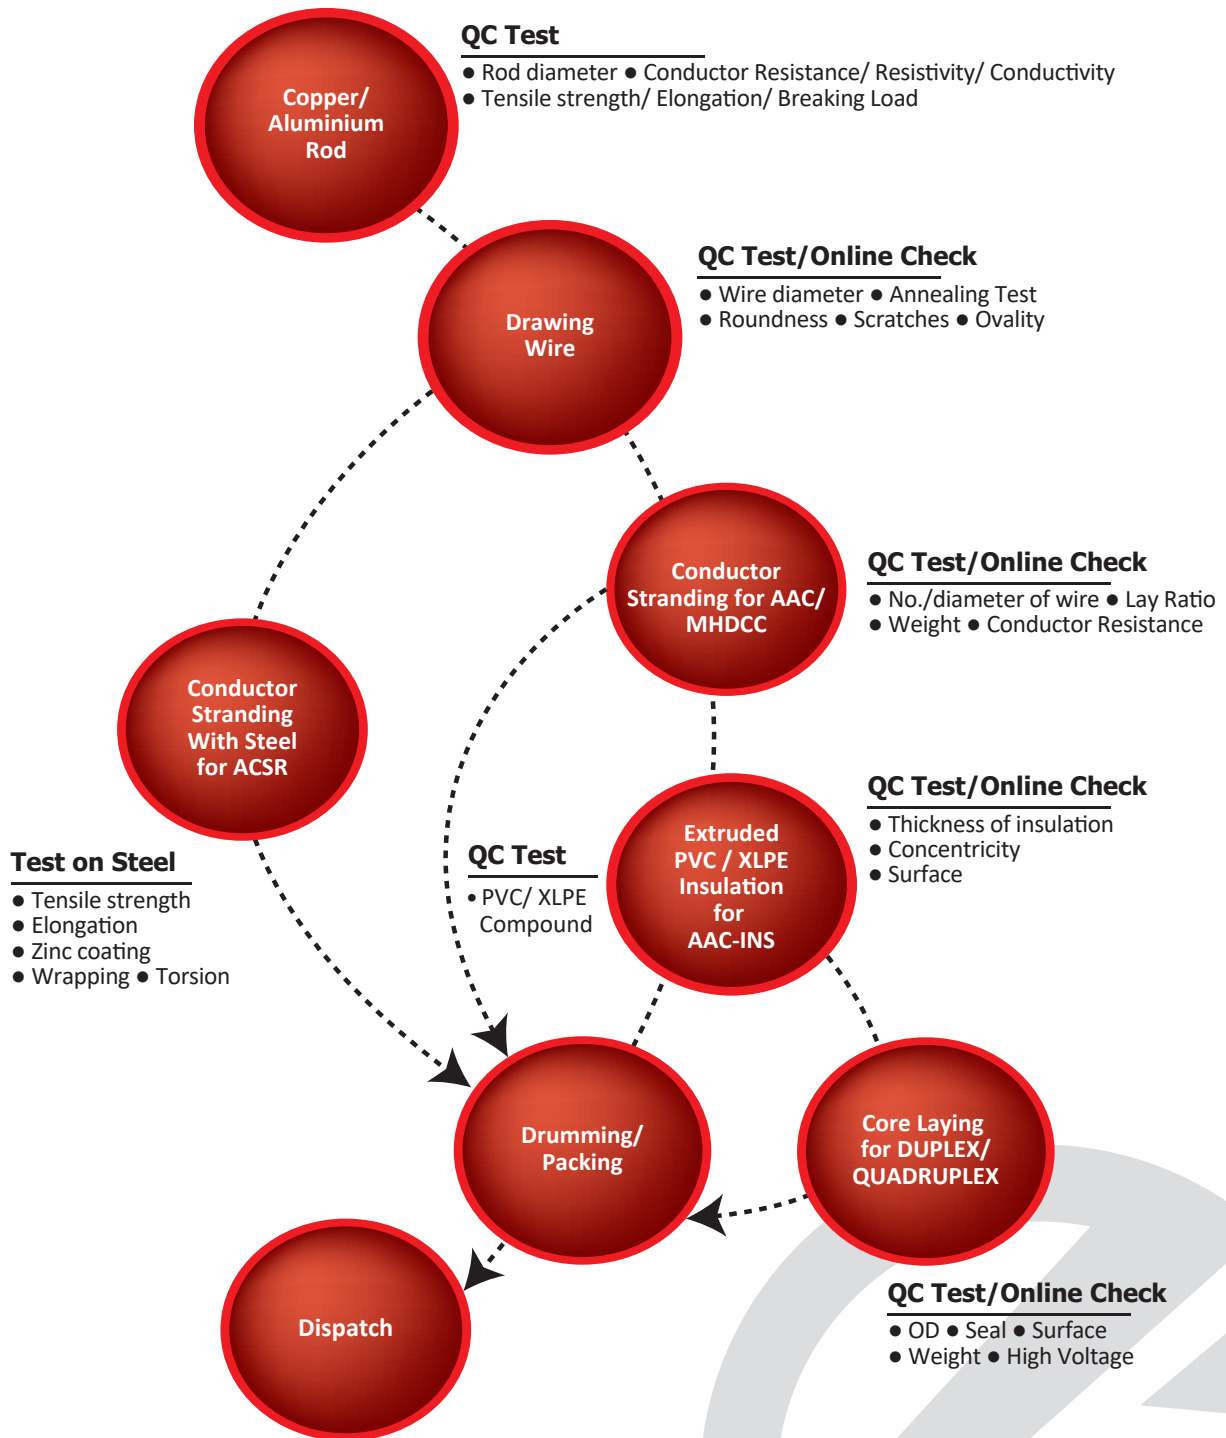 QC Test
● Rod diameter ● Conductor Resistance/ Resistivity/ Conductivity
● Tensile strength/ Elongation/ Breaking Load
Copper/
Aluminium
Rod
QC Test/Online Check
● Wire diameter ● Annealing Test
● Roundness ● Scratches ● Ovality
Drawing
Wire
QC Test/Online Check
● No./diameter of wire ● Lay Ratio
● Weight ● Conductor Resistance
Conductor
Stranding for AAC/
MHDCC
Conductor
Stranding
With Steel
for ACSR
QC Test/Online Check
● Thickness of insulation
● Concentricity
● Surface
Extruded
PVC / XLPE
Insulation
for
AAC-INS
QC Test
• PVC/ XLPE
Compound
Test on Steel
● Tensile strength
● Elongation
● Zinc coating
● Wrapping ● Torsion
Drumming/
Packing
Core Laying
for DUPLEX/
QUADRUPLEX
QC Test/Online Check
● OD ● Seal ● Surface
● Weight ● High Voltage
Dispatch